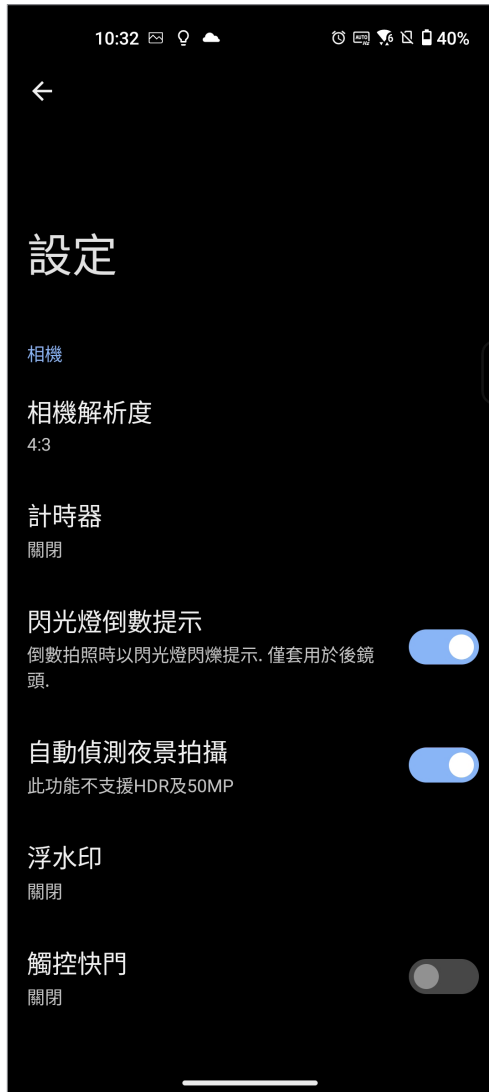 10:32 40%
設定
相機
相機解析度
4:3
計時器
關閉
閃光燈倒數提示
倒數拍照時以閃光燈閃爍提示. 僅套用於後鏡
頭.
自動偵測夜景拍攝
此功能不支援HDR及50MP
浮水印
關閉
觸控快門
關閉